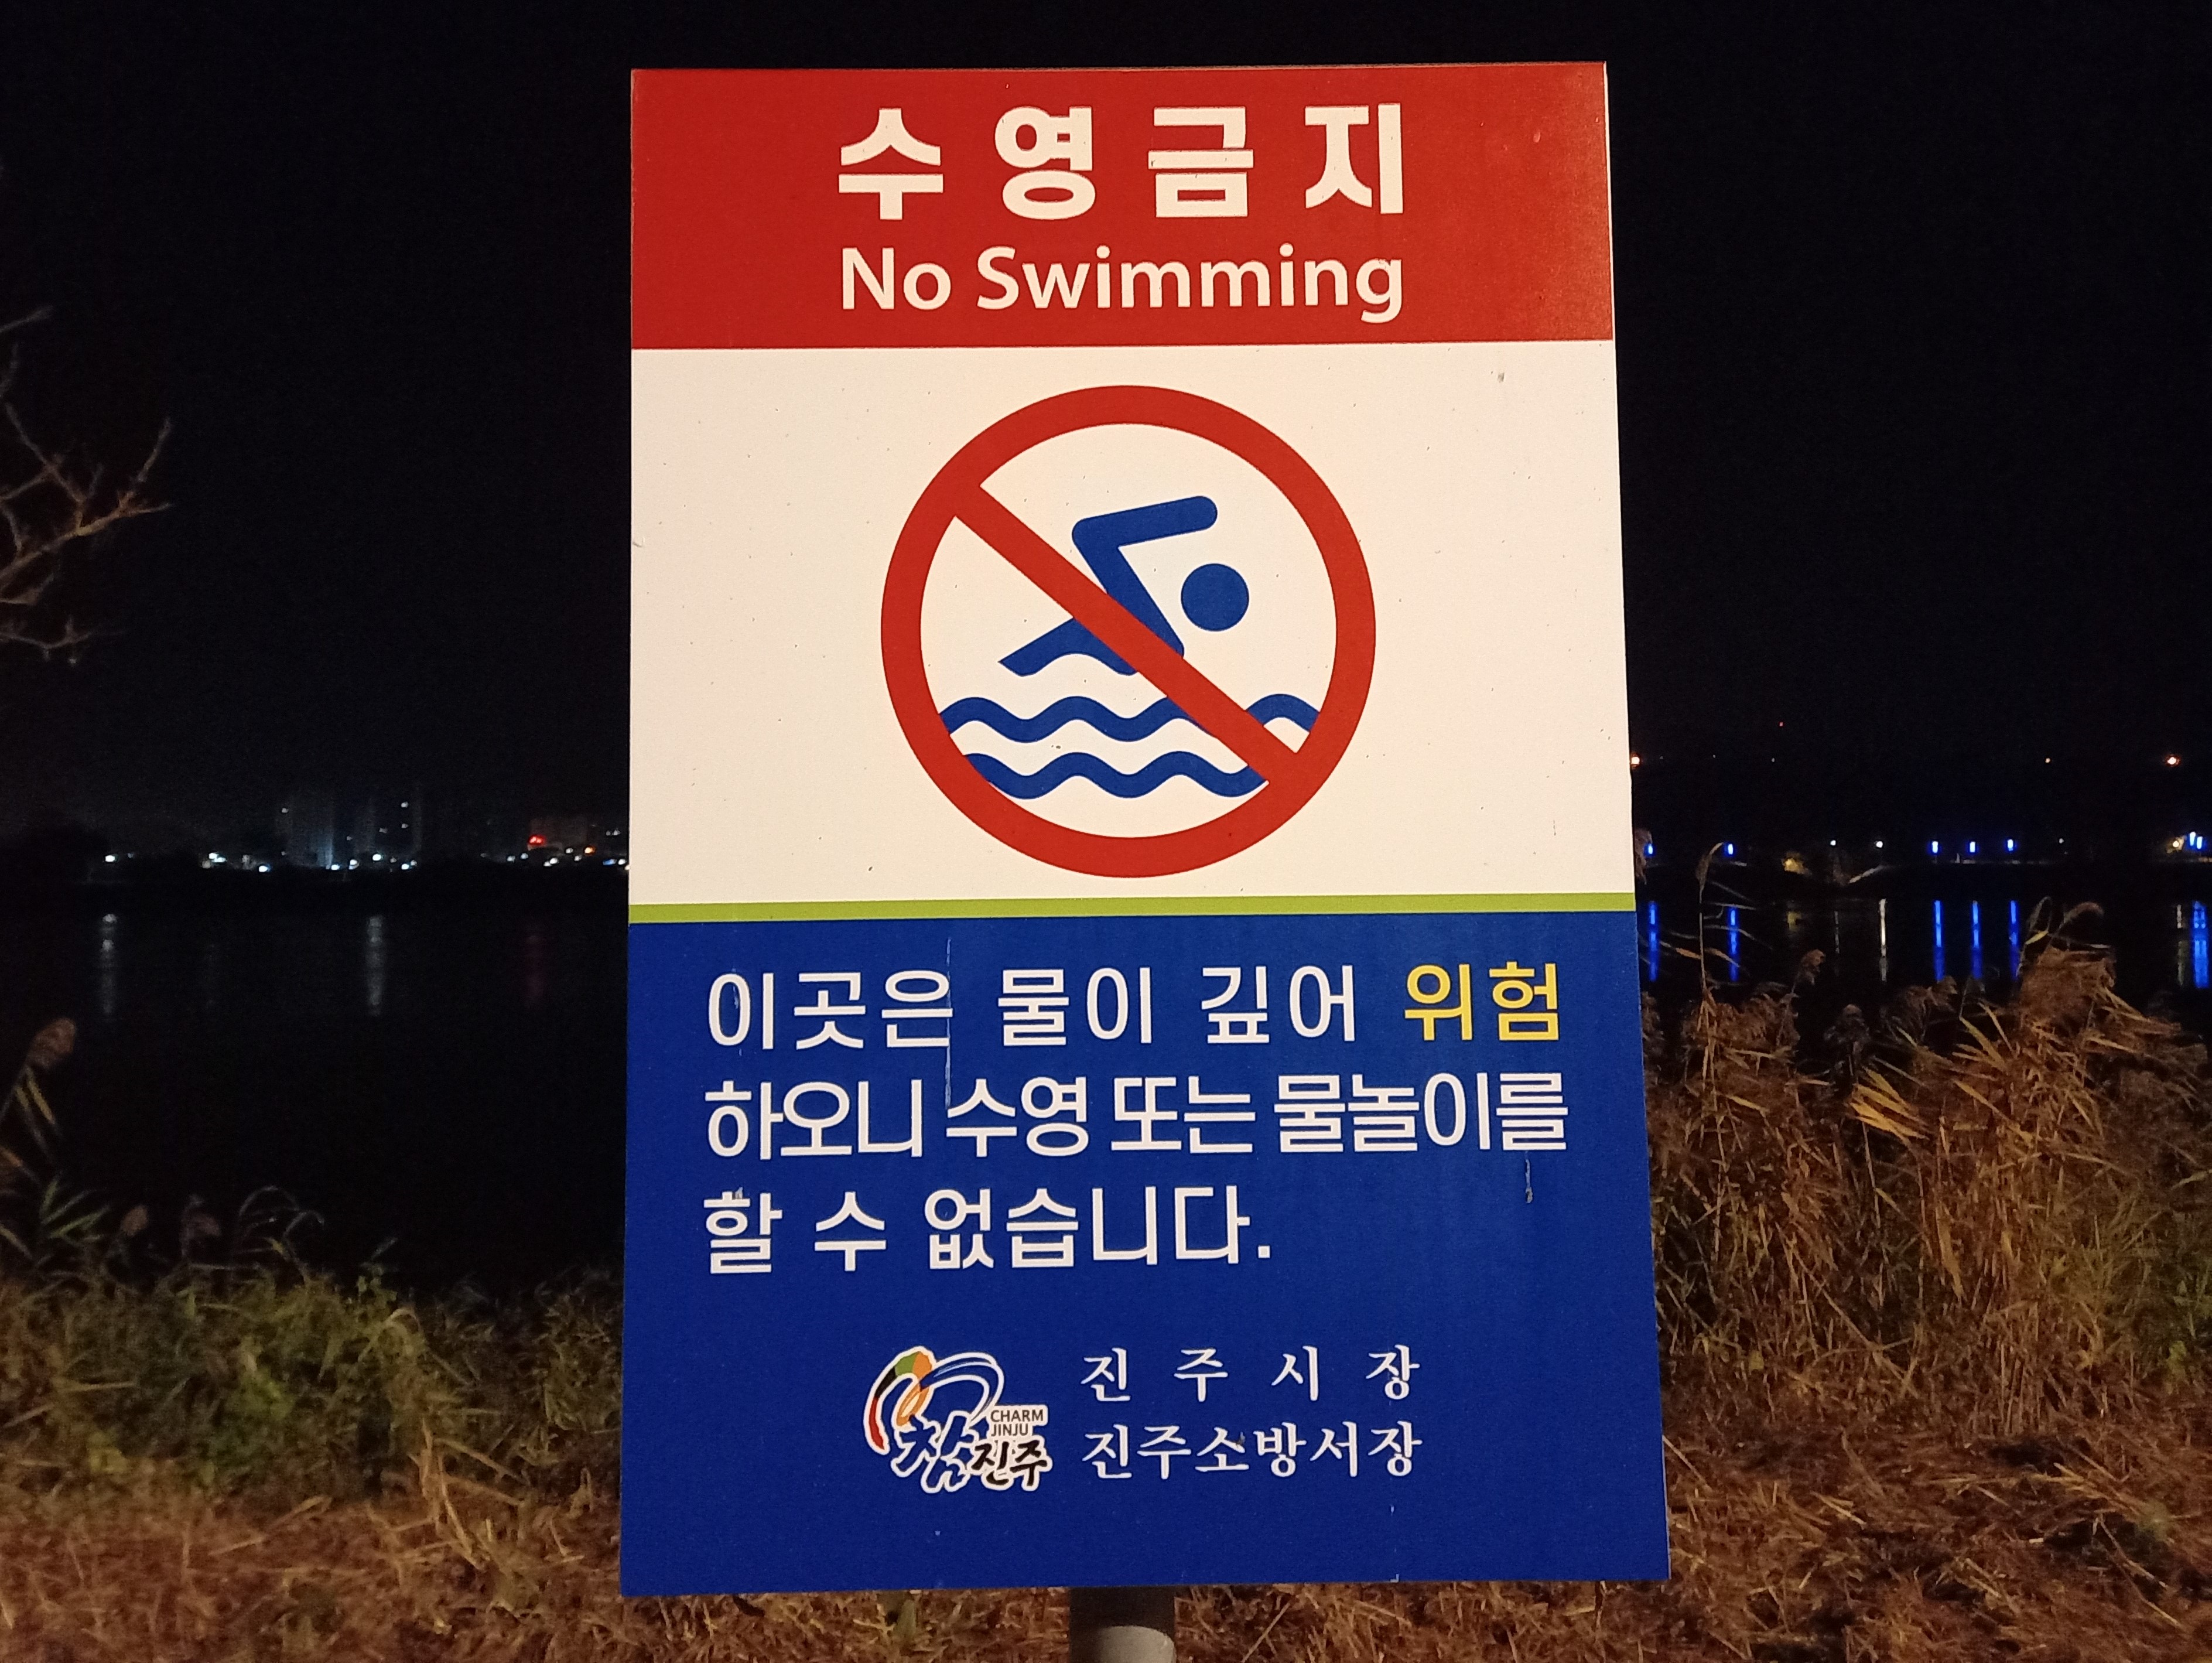 수영금지
No Swimming
이곳은 물이 깊어 위험
하오니 수영 또는 물놀이를
할 수 없습니다.
CHARM
JINJU
참진주
진주시장
진주소방서장